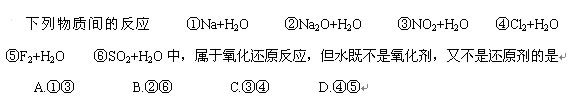 下列物质间的反应 ①Na+H₂O ②Na₂O+H₂O ③NO₂+H₂O ④Cl₂+H₂O
⑤F₂+H₂O ⑥SO₂+H₂O 中，属于氧化还原反应，但水既不是氧化剂，又不是还原剂的是
A.①③ B.②⑥ C.③④ D.④⑤